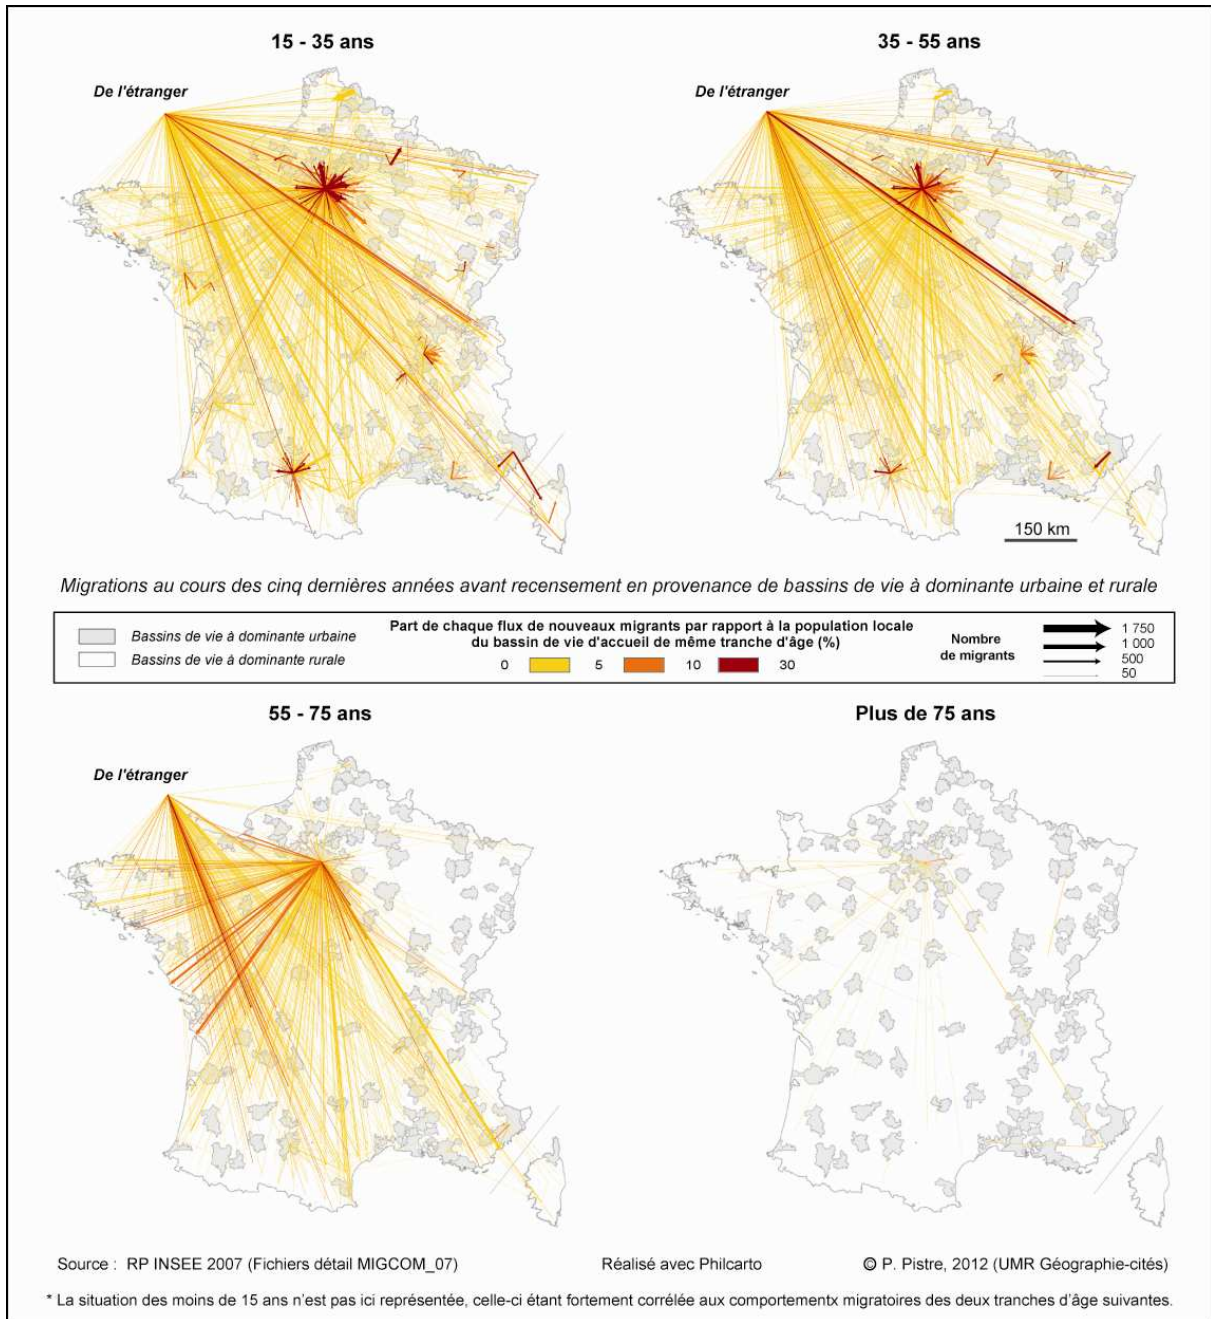 15 - 35 ans
35 - 55 ans
De l'étranger
De l'étranger
150 km
Migrations au cours des cinq dernières années avant recensement en provenance de bassins de vie à dominante urbaine et rurale
Bassins de vie à dominante urbaine
Bassins de vie à dominante rurale
Part de chaque flux de nouveaux migrants par rapport à la population locale
du bassin de vie d'accueil de même tranche d'âge (%)
0 5 10 30
Nombre
de migrants
1 750
1 000
500
50
55 - 75 ans
Plus de 75 ans
De l'étranger
Source : RP INSEE 2007 (Fichiers détail MIGCOM_07)
Réalisé avec Philcarto
© P. Pistre, 2012 (UMR Géographie-cités)
* La situation des moins de 15 ans n'est pas ici représentée, celle-ci étant fortement corrélée aux comportementx migratoires des deux tranches d'âge suivantes.